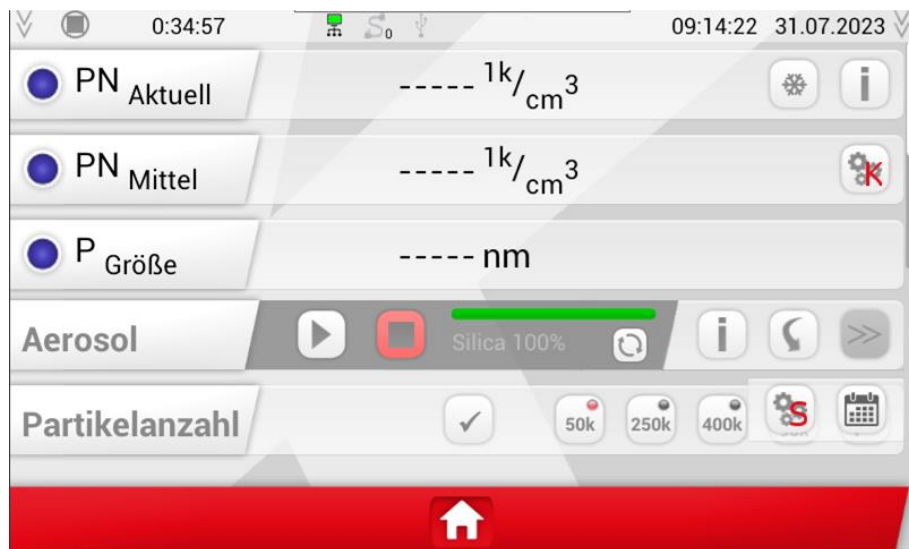 0:34:57 0 09:14:22 31.07.2023
PN Aktuell ----- 1k/cm3 i
PN Mittel ----- 1k/cm3 K
P Größe ----- nm
Aerosol Silica 100% i >>
Partikelanzahl 50k 250k 400k S